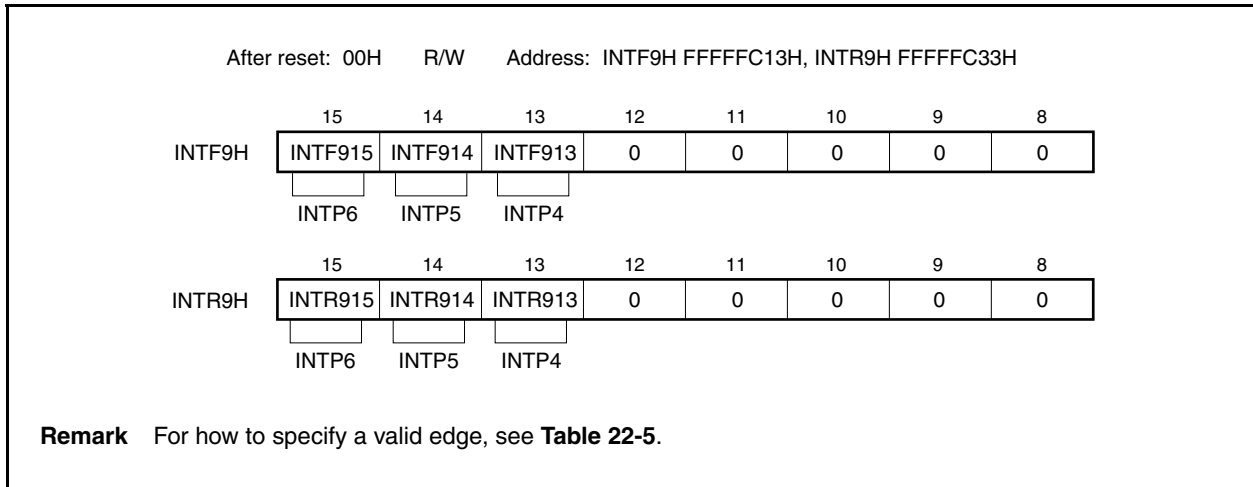 After reset: 00H R/W Address: INTF9H FFFFFC13H, INTR9H FFFFFC33H
15 14 13 12 11 10 9 8
INTF9H INTF915 INTF914 INTF913 0 0 0 0 0
INTP6 INTP5 INTP4
15 14 13 12 11 10 9 8
INTR9H INTR915 INTR914 INTR913 0 0 0 0 0
INTP6 INTP5 INTP4
Remark For how to specify a valid edge, see Table 22-5.